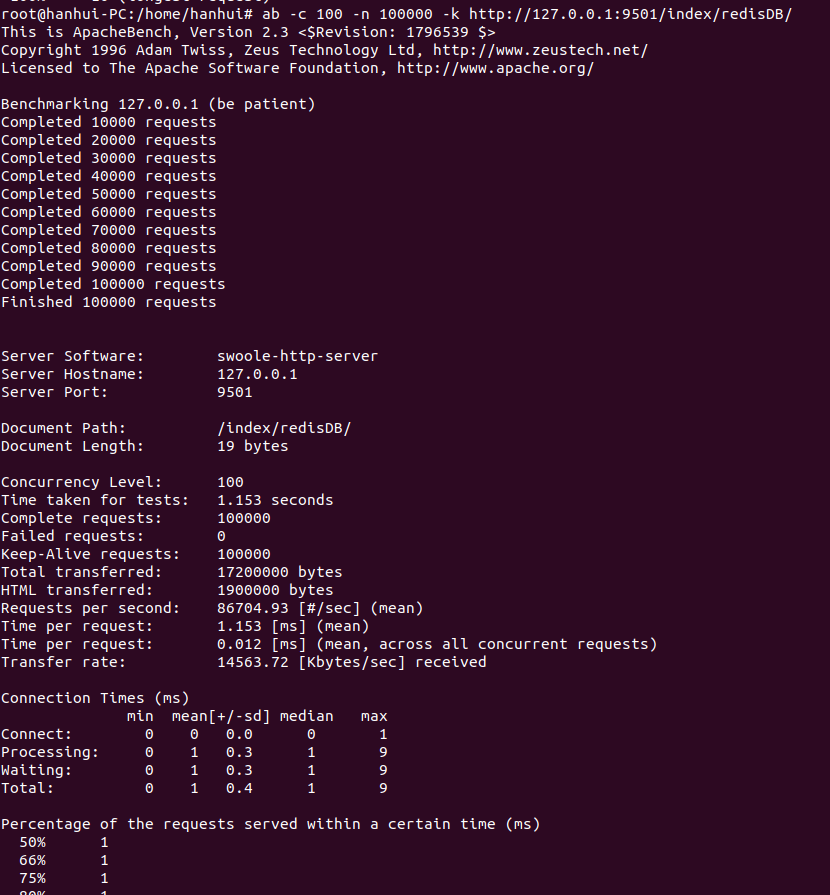 root@hanhui-PC:/home/hanhui# ab -c 100 -n 100000 -k http://127.0.0.1:9501/index/redisDB/
This is ApacheBench, Version 2.3 <$Revision: 1796539 $>
Copyright 1996 Adam Twiss, Zeus Technology Ltd, http://www.zeustech.net/
Licensed to The Apache Software Foundation, http://www.apache.org/

Benchmarking 127.0.0.1 (be patient)
Completed 10000 requests
Completed 20000 requests
Completed 30000 requests
Completed 40000 requests
Completed 50000 requests
Completed 60000 requests
Completed 70000 requests
Completed 80000 requests
Completed 90000 requests
Completed 100000 requests
Finished 100000 requests


Server Software:        swoole-http-server
Server Hostname:        127.0.0.1
Server Port:            9501

Document Path:          /index/redisDB/
Document Length:        19 bytes

Concurrency Level:      100
Time taken for tests:   1.153 seconds
Complete requests:      100000
Failed requests:        0
Keep-Alive requests:    100000
Total transferred:      17200000 bytes
HTML transferred:       1900000 bytes
Requests per second:    86704.93 [#/sec] (mean)
Time per request:       1.153 [ms] (mean)
Time per request:       0.012 [ms] (mean, across all concurrent requests)
Transfer rate:          14563.72 [Kbytes/sec] received

Connection Times (ms)
              min  mean[+/-sd] median   max
Connect:        0    0   0.0      0       1
Processing:     0    1   0.3      1       9
Waiting:        0    1   0.3      1       9
Total:          0    1   0.4      1       9

Percentage of the requests served within a certain time (ms)
  50%      1
  66%      1
  75%      1
  80%      1